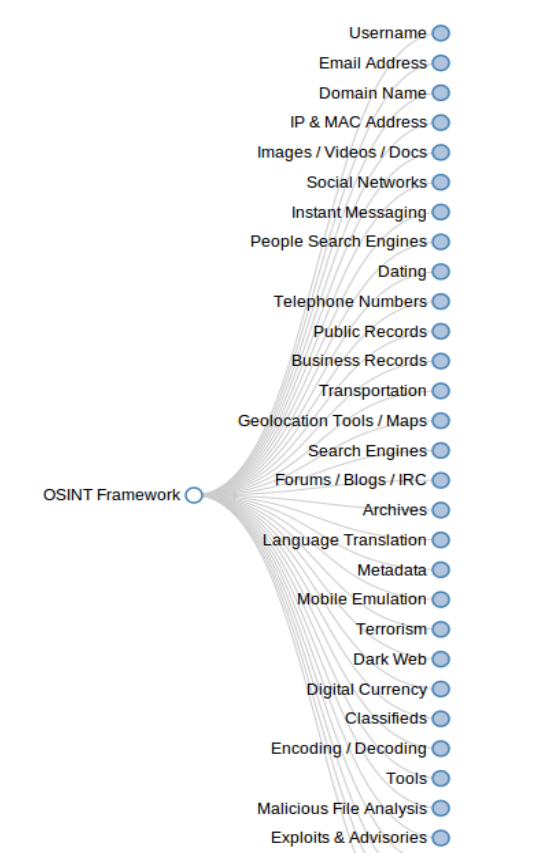 Username
Email Address
Domain Name
IP & MAC Address
Images / Videos / Docs
Social Networks
Instant Messaging
People Search Engines
Dating
Telephone Numbers
Public Records
Business Records
Transportation
Geolocation Tools / Maps
Search Engines
Forums / Blogs / IRC
OSINT Framework
Archives
Language Translation
Metadata
Mobile Emulation
Terrorism
Dark Web
Digital Currency
Classifieds
Encoding / Decoding
Tools
Malicious File Analysis
Exploits & Advisories